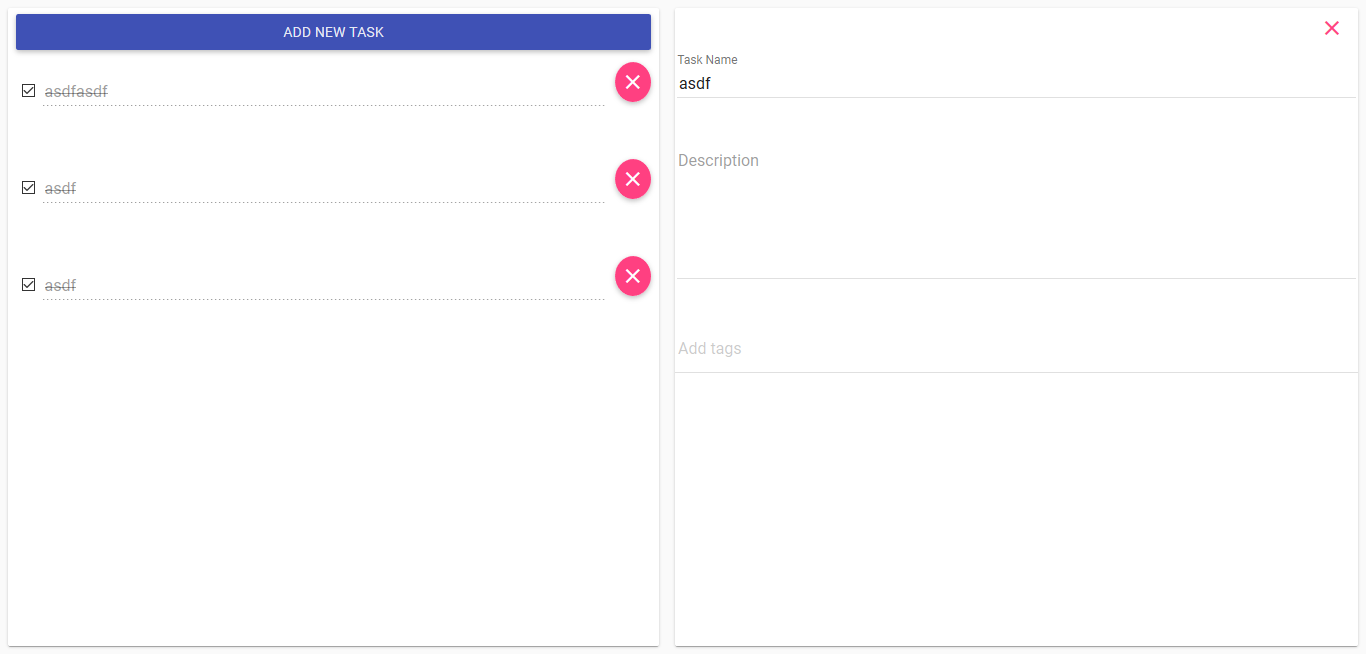 ADD NEW TASK
asdfasdf
asdf
asdf
Task Name
asdf
Description
Add tags